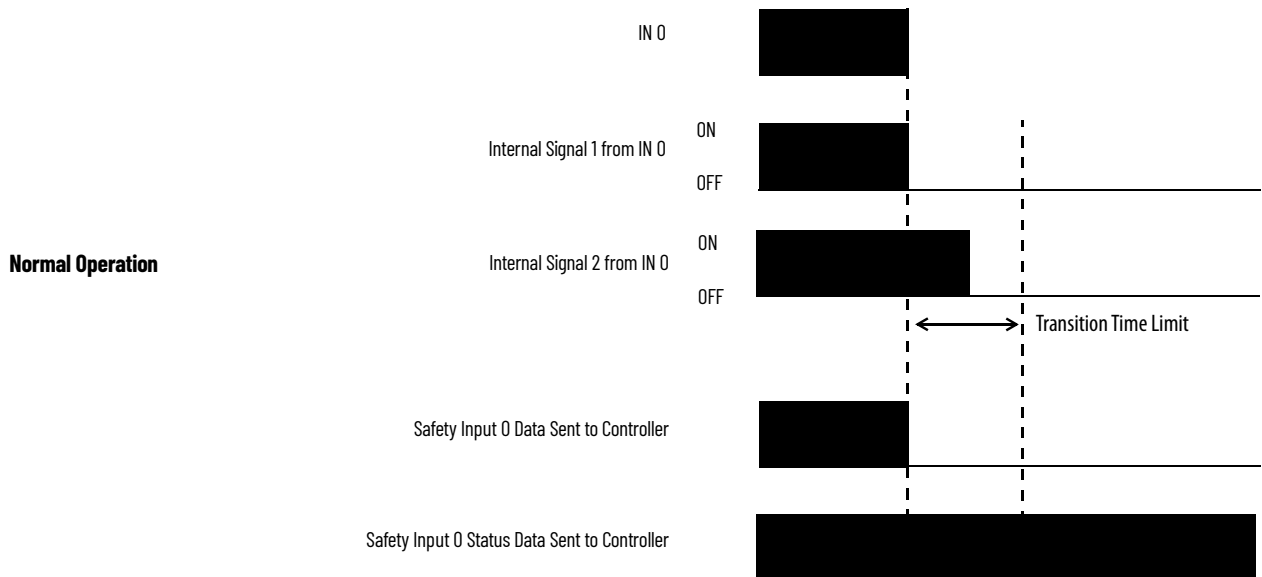 IN 0
ON
Internal Signal 1 from IN 0
OFF
ON
Normal Operation
Internal Signal 2 from IN 0
OFF
Transition Time Limit
Safety Input 0 Data Sent to Controller
Safety Input 0 Status Data Sent to Controller